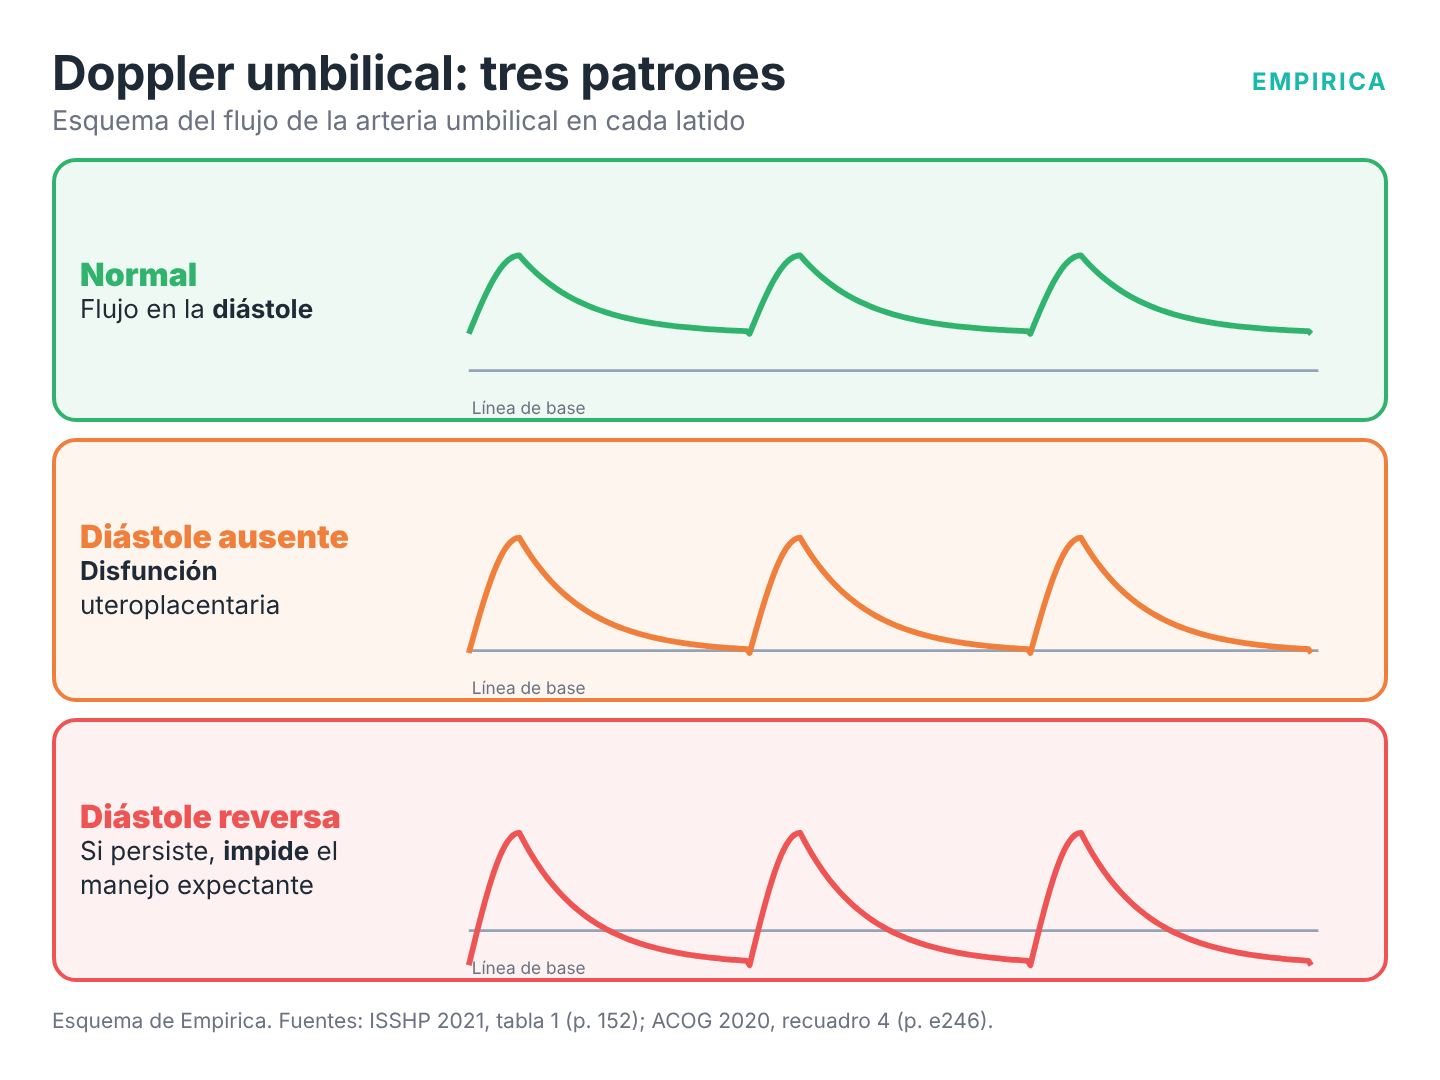 Doppler umbilical: tres patrones
EMPIRICA
Esquema del flujo de la arteria umbilical en cada latido
Normal
Flujo en la diástole
Línea de base
Diástole ausente
Disfunción
uteroplacentaria
Línea de base
Diástole reversa
Si persiste, impide el
manejo expectante
Línea de base
Esquema de Empirica. Fuentes: ISSHP 2021, tabla 1 (p. 152); ACOG 2020, recuadro 4 (p. e246).